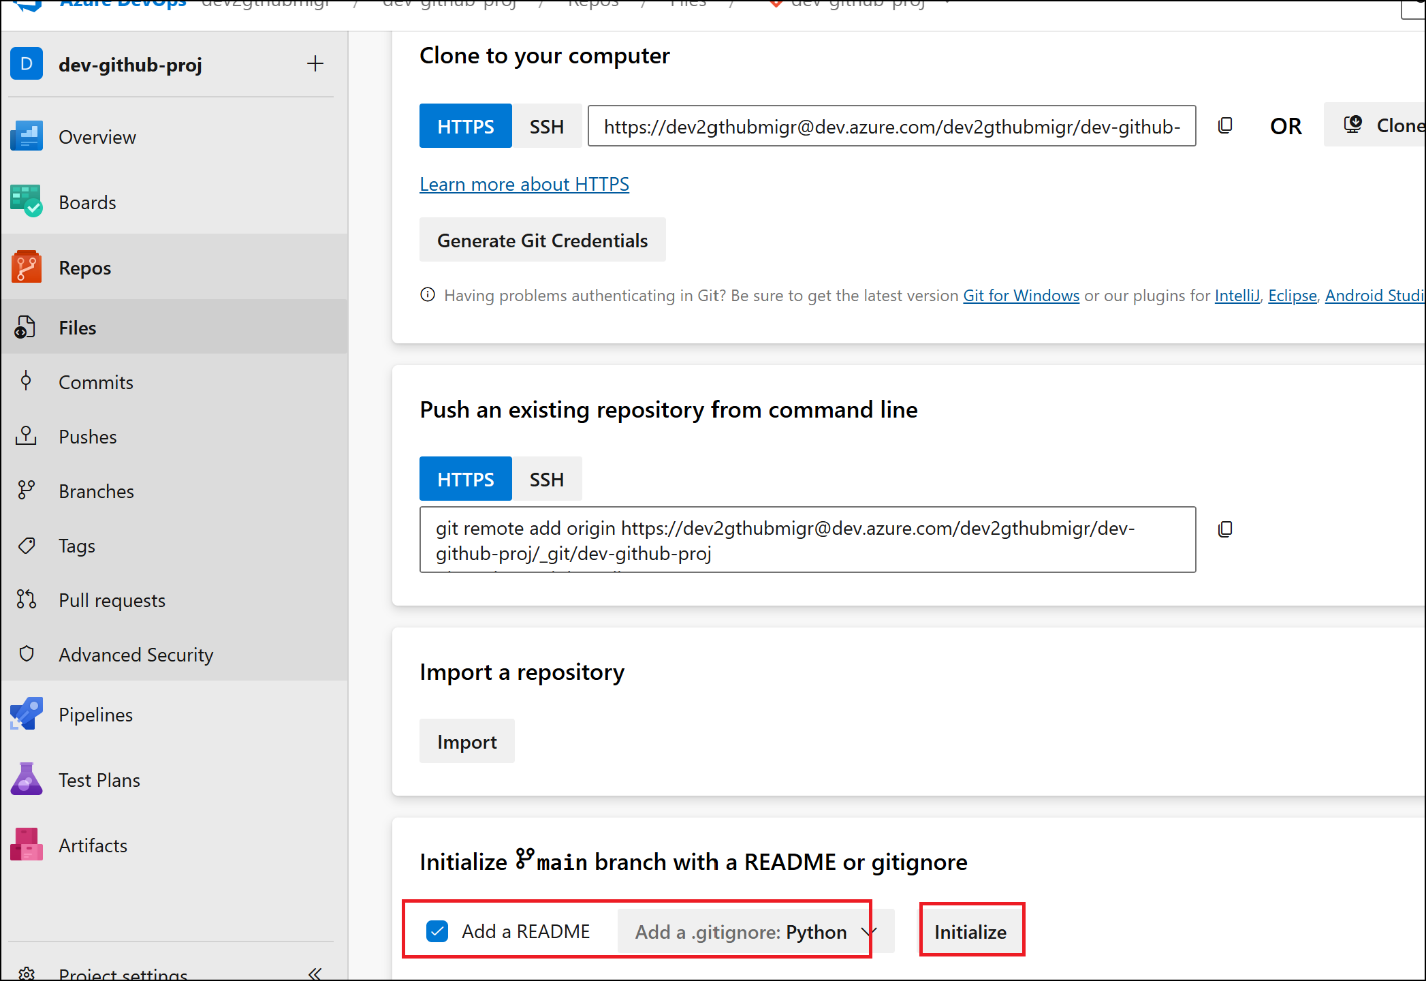 Azure DevOps dev2gthubmigr / dev-github-proj / Repos / Files / dev-github-proj
D dev-github-proj
Overview
Boards
Repos
Files
Commits
Pushes
Branches
Tags
Pull requests
Advanced Security
Pipelines
Test Plans
Artifacts
Project settings
Clone to your computer
HTTPS SSH https://dev2gthubmigr@dev.azure.com/dev2gthubmigr/dev-github- OR Clone
Learn more about HTTPS
Generate Git Credentials
Having problems authenticating in Git? Be sure to get the latest version Git for Windows or our plugins for IntelliJ, Eclipse, Android Studi
Push an existing repository from command line
HTTPS SSH
git remote add origin https://dev2gthubmigr@dev.azure.com/dev2gthubmigr/dev-
github-proj/_git/dev-github-proj
Import a repository
Import
Initialize main branch with a README or gitignore
Add a README Add a .gitignore: Python Initialize